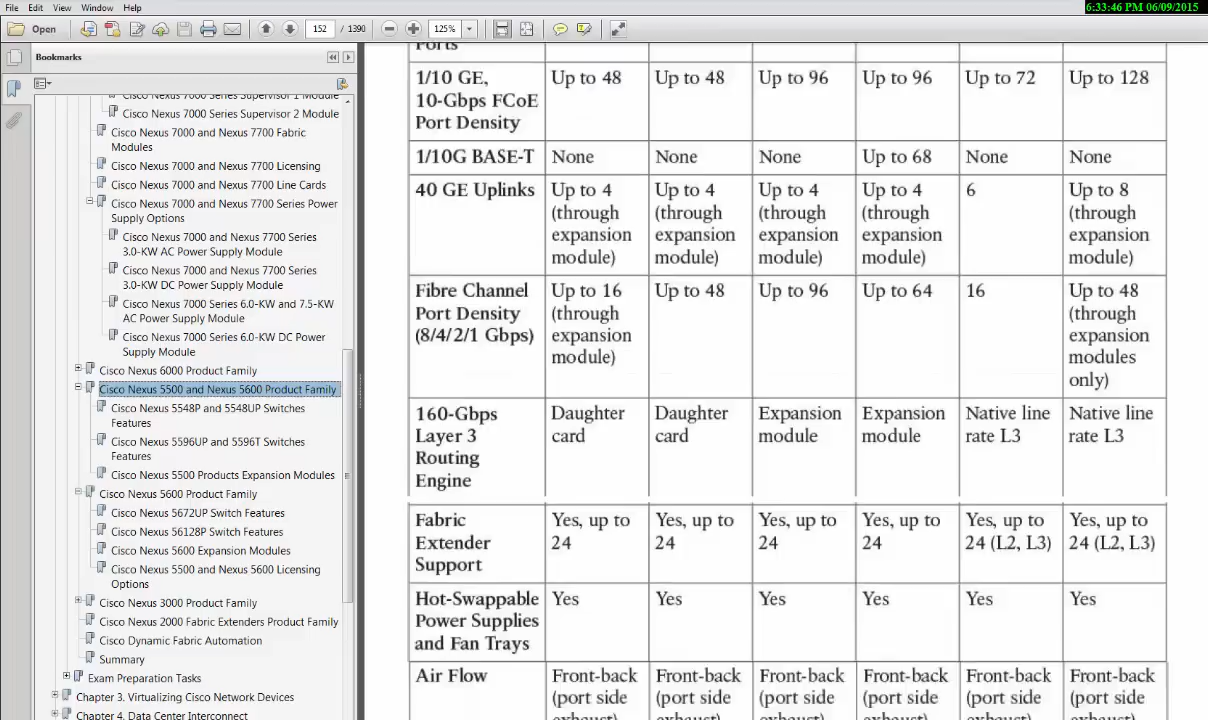 File Edit View Window Help
6:33:46 PM 06/09/2015
Open
152 / 1390
125%
Bookmarks
Cisco Nexus 7000 Series Supervisor 1 Module
Cisco Nexus 7000 Series Supervisor 2 Module
Cisco Nexus 7000 and Nexus 7700 Fabric
Modules
Cisco Nexus 7000 and Nexus 7700 Licensing
Cisco Nexus 7000 and Nexus 7700 Line Cards
Cisco Nexus 7000 and Nexus 7700 Series Power
Supply Options
Cisco Nexus 7000 and Nexus 7700 Series
3.0-KW AC Power Supply Module
Cisco Nexus 7000 and Nexus 7700 Series
3.0-KW DC Power Supply Module
Cisco Nexus 7000 Series 6.0-KW and 7.5-KW
AC Power Supply Module
Cisco Nexus 7000 Series 6.0-KW DC Power
Supply Module
Cisco Nexus 6000 Product Family
Cisco Nexus 5500 and Nexus 5600 Product Family
Cisco Nexus 5548P and 5548UP Switches
Features
Cisco Nexus 5596UP and 5596T Switches
Features
Cisco Nexus 5500 Products Expansion Modules
Cisco Nexus 5600 Product Family
Cisco Nexus 5672UP Switch Features
Cisco Nexus 56128P Switch Features
Cisco Nexus 5600 Expansion Modules
Cisco Nexus 5500 and Nexus 5600 Licensing
Options
Cisco Nexus 3000 Product Family
Cisco Nexus 2000 Fabric Extenders Product Family
Cisco Dynamic Fabric Automation
Summary
Exam Preparation Tasks
Chapter 3. Virtualizing Cisco Network Devices
Chapter 4. Data Center Interconnect
Ports
1/10 GE, Up to 48 Up to 48 Up to 96 Up to 96 Up to 72 Up to 128
10-Gbps FCoE
Port Density
1/10G BASE-T None None None Up to 68 None None
40 GE Uplinks Up to 4 Up to 4 Up to 4 Up to 4 6 Up to 8
(through (through (through (through (through
expansion expansion expansion expansion expansion
module) module) module) module) module)
Fibre Channel Up to 16 Up to 48 Up to 96 Up to 64 16 Up to 48
Port Density (through (through
(8/4/2/1 Gbps) expansion expansion
module) modules
only)
160-Gbps Daughter Daughter Expansion Expansion Native line Native line
Layer 3 card card module module rate L3 rate L3
Routing
Engine
Fabric Yes, up to Yes, up to Yes, up to Yes, up to Yes, up to Yes, up to
Extender 24 24 24 24 24 (L2, L3) 24 (L2, L3)
Support
Hot-Swappable Yes Yes Yes Yes Yes Yes
Power Supplies
and Fan Trays
Air Flow Front-back Front-back Front-back Front-back Front-back Front-back
(port side (port side (port side (port side (port side (port side
exhaust) exhaust) exhaust) exhaust) exhaust) exhaust)